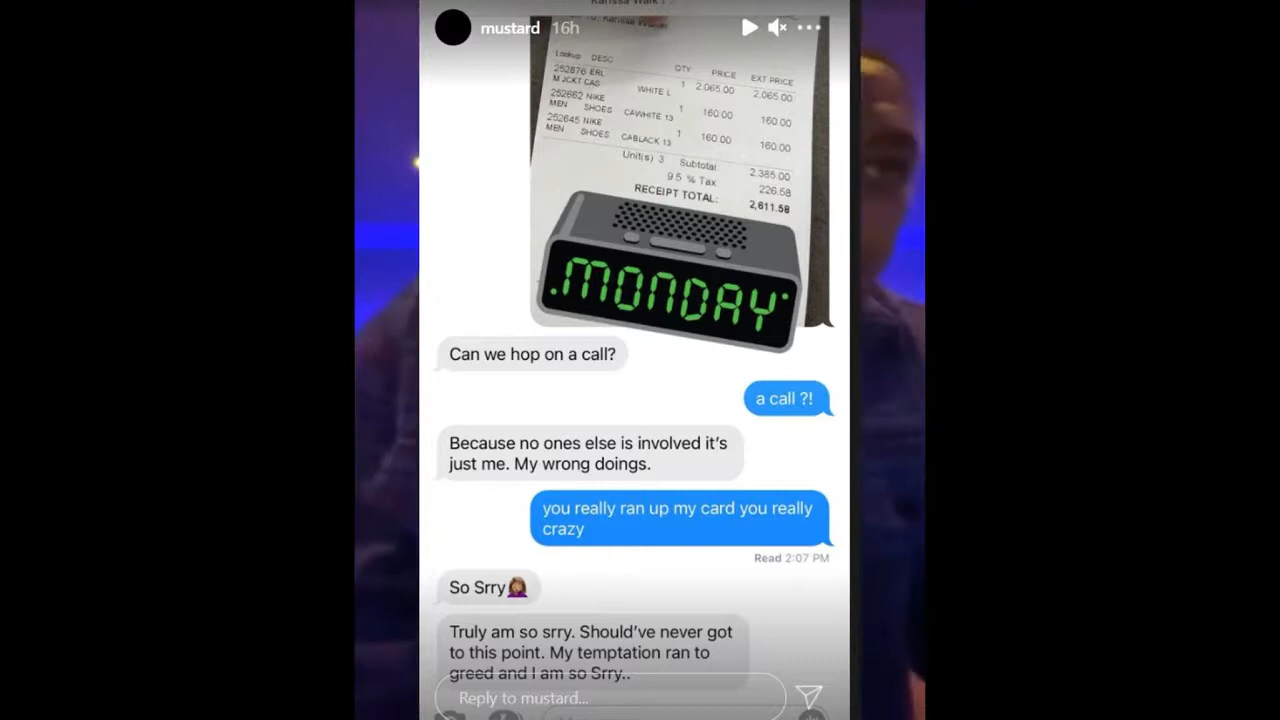 mustard 16h
Lookup DESC QTY PRICE EXT PRICE
252876 ERL 1 2,065.00 2,065.00
M JCKT CAS WHITE L
252662 NIKE 1 160.00 160.00
MEN SHOES CAWHITE 13
252645 NIKE 1 160.00 160.00
MEN SHOES CABLACK 13
Unit(s) 3 Subtotal 2,385.00
9.5 % Tax 226.58
RECEIPT TOTAL: 2,611.58
MONDAY
Can we hop on a call?
a call ?!
Because no ones else is involved it's
just me. My wrong doings.
you really ran up my card you really
crazy
Read 2:07 PM
So Srry🤦🏽‍♀️
Truly am so srry. Should've never got
to this point. My temptation ran to
greed and I am so Srry..
Reply to mustard...